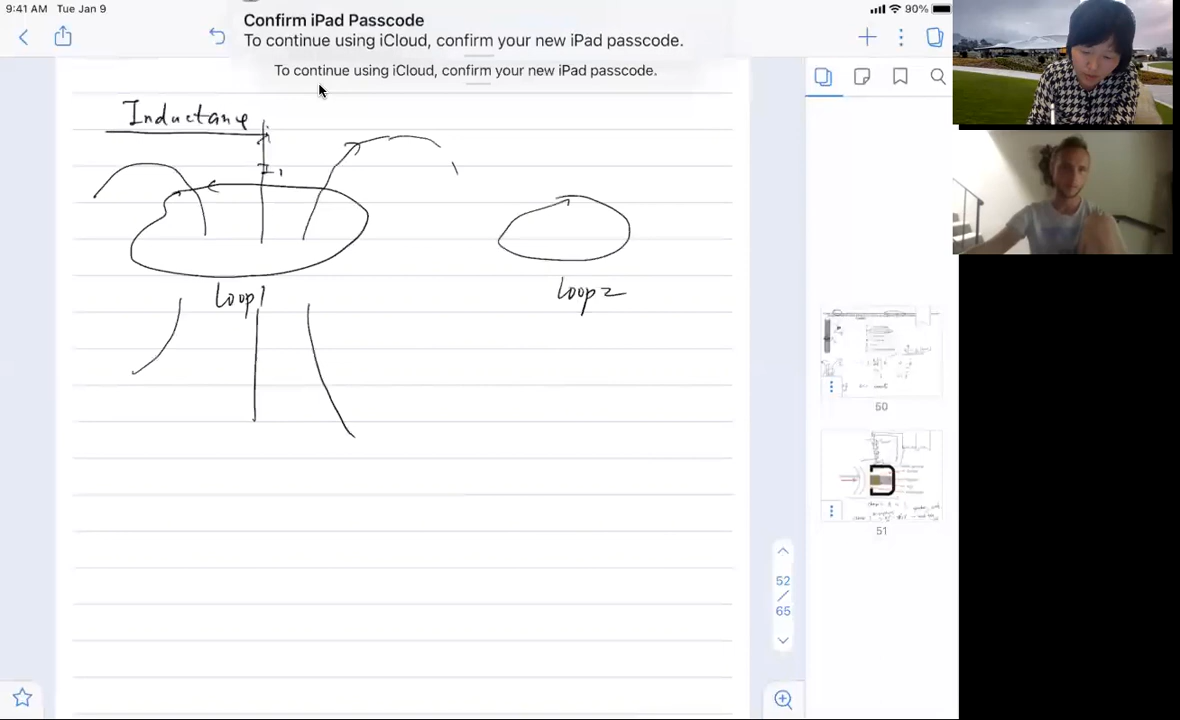 9:41 AM Tue Jan 9
90%
Confirm iPad Passcode
To continue using iCloud, confirm your new iPad passcode.
To continue using iCloud, confirm your new iPad passcode.
Inductance
I₁
Loop 1
Loop 2
52
/
65
50
51